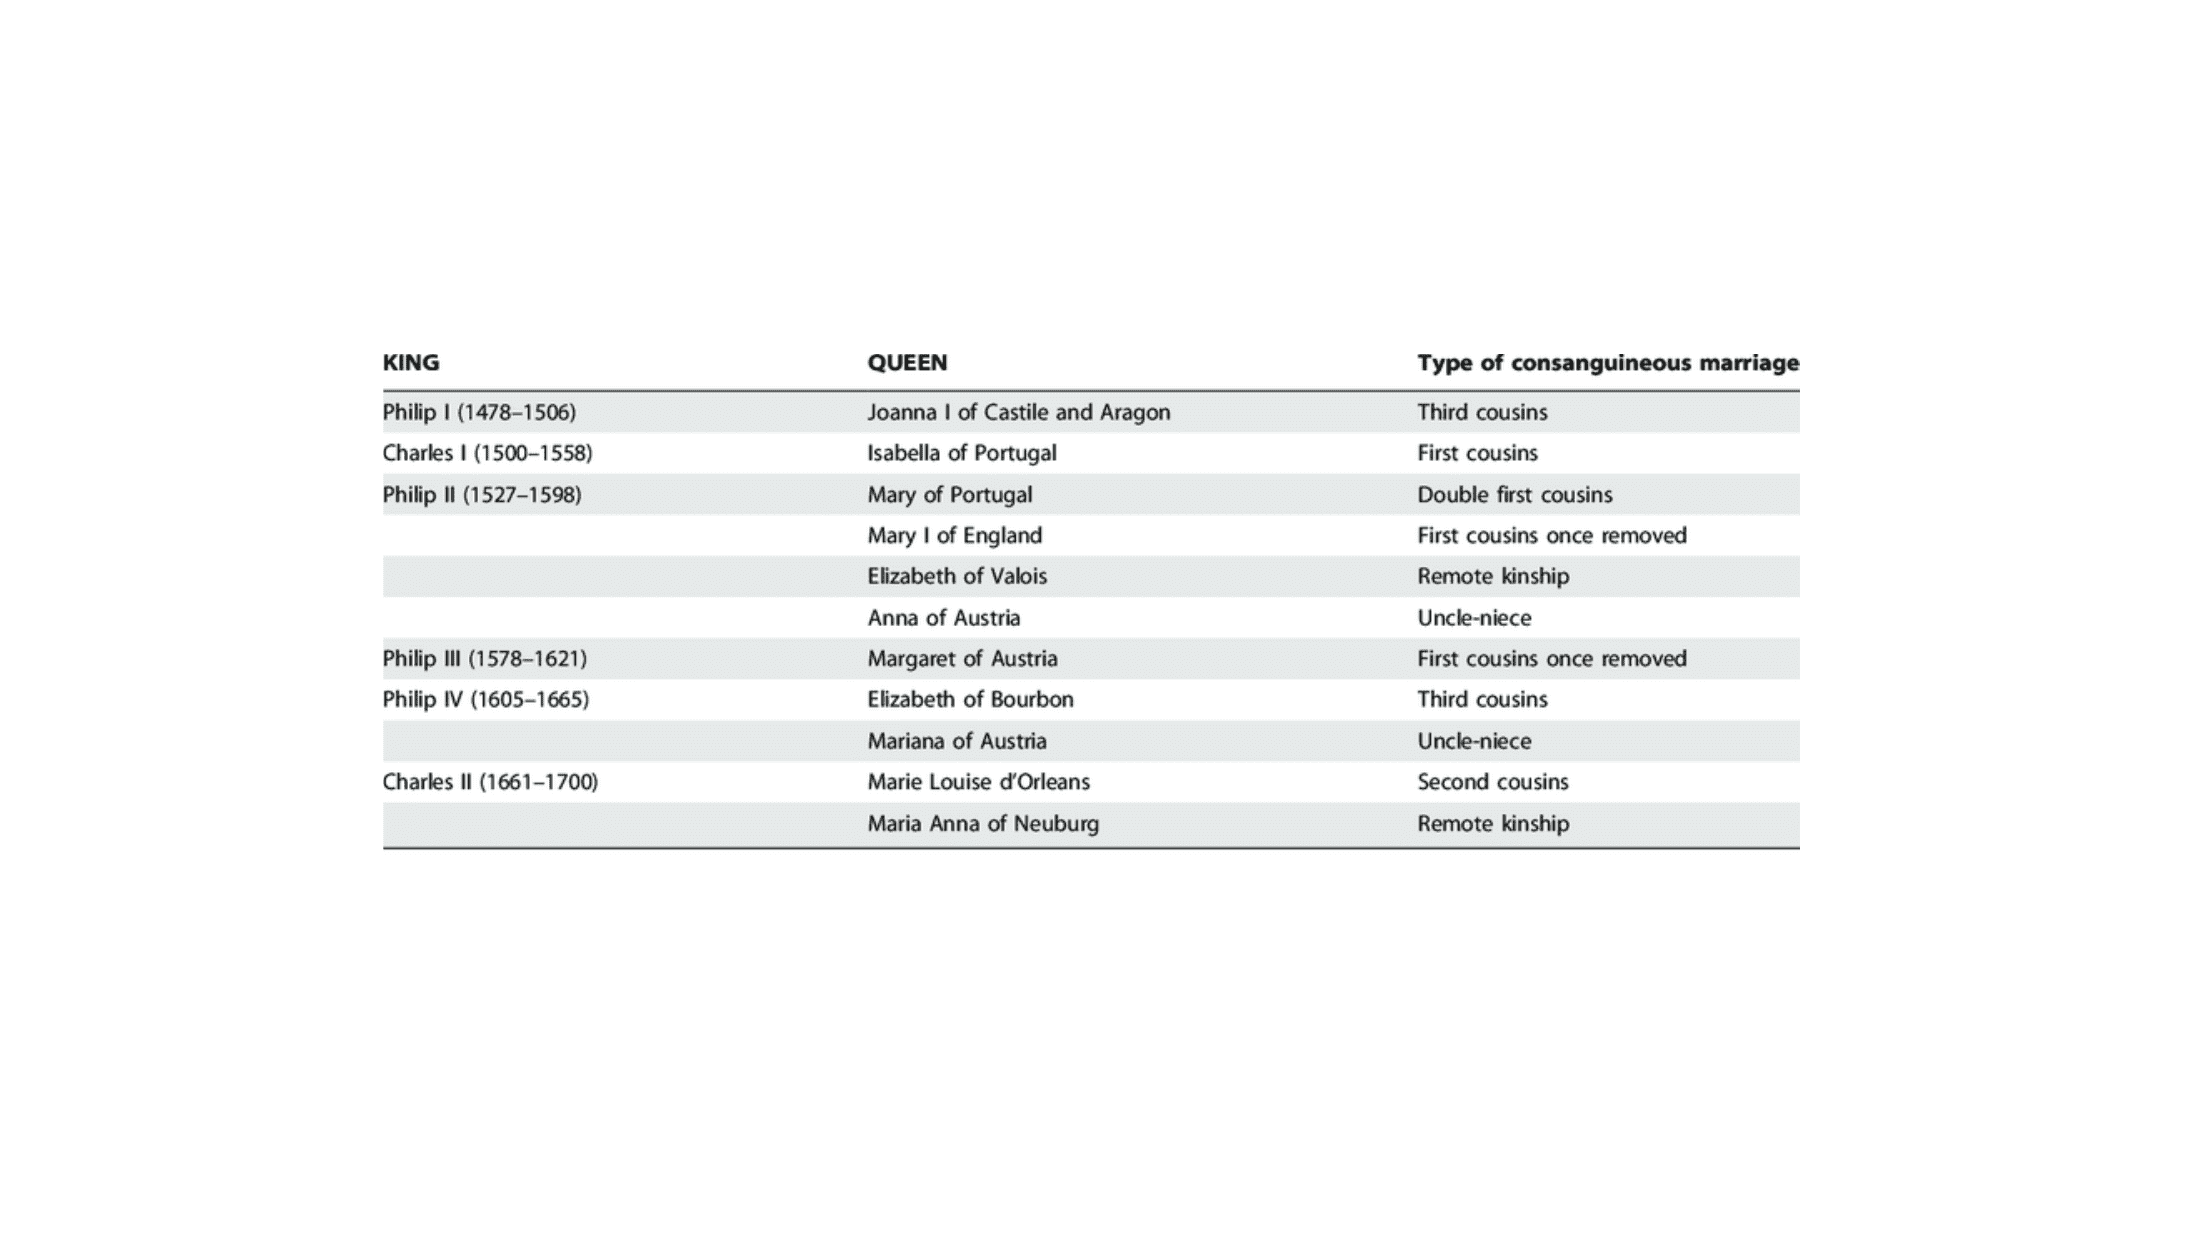 KING QUEEN Type of consanguineous marriage
Philip I (1478–1506) Joanna I of Castile and Aragon Third cousins
Charles I (1500–1558) Isabella of Portugal First cousins
Philip II (1527–1598) Mary of Portugal Double first cousins
Mary I of England First cousins once removed
Elizabeth of Valois Remote kinship
Anna of Austria Uncle-niece
Philip III (1578–1621) Margaret of Austria First cousins once removed
Philip IV (1605–1665) Elizabeth of Bourbon Third cousins
Mariana of Austria Uncle-niece
Charles II (1661–1700) Marie Louise d’Orleans Second cousins
Maria Anna of Neuburg Remote kinship